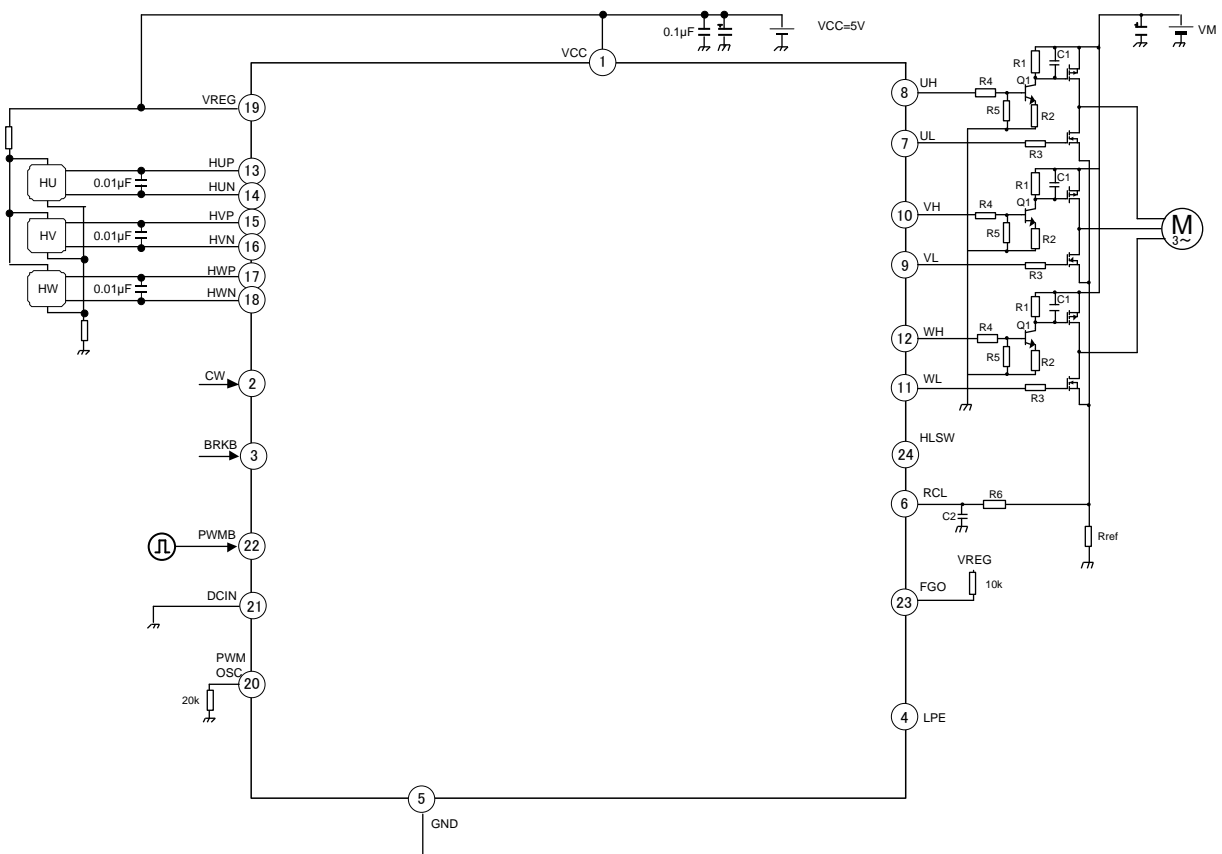 VCC=5V
0.1µF
VM
VCC
1
VREG
19
HUP
13
HU
0.01µF
HUN
14
HVP
15
HV
0.01µF
HVN
16
HWP
17
HW
0.01µF
HWN
18
CW
2
BRKB
3
PWMB
22
DCIN
21
PWM
OSC
20
20k
5
GND
8
UH
R4
R5
R1
C1
Q1
R2
7
UL
R3
10
VH
R4
R5
R1
C1
Q1
R2
9
VL
R3
12
WH
R4
R5
R1
C1
Q1
R2
11
WL
R3
M
3~
HLSW
24
6
RCL
R6
C2
Rref
VREG
10k
FGO
23
4
LPE